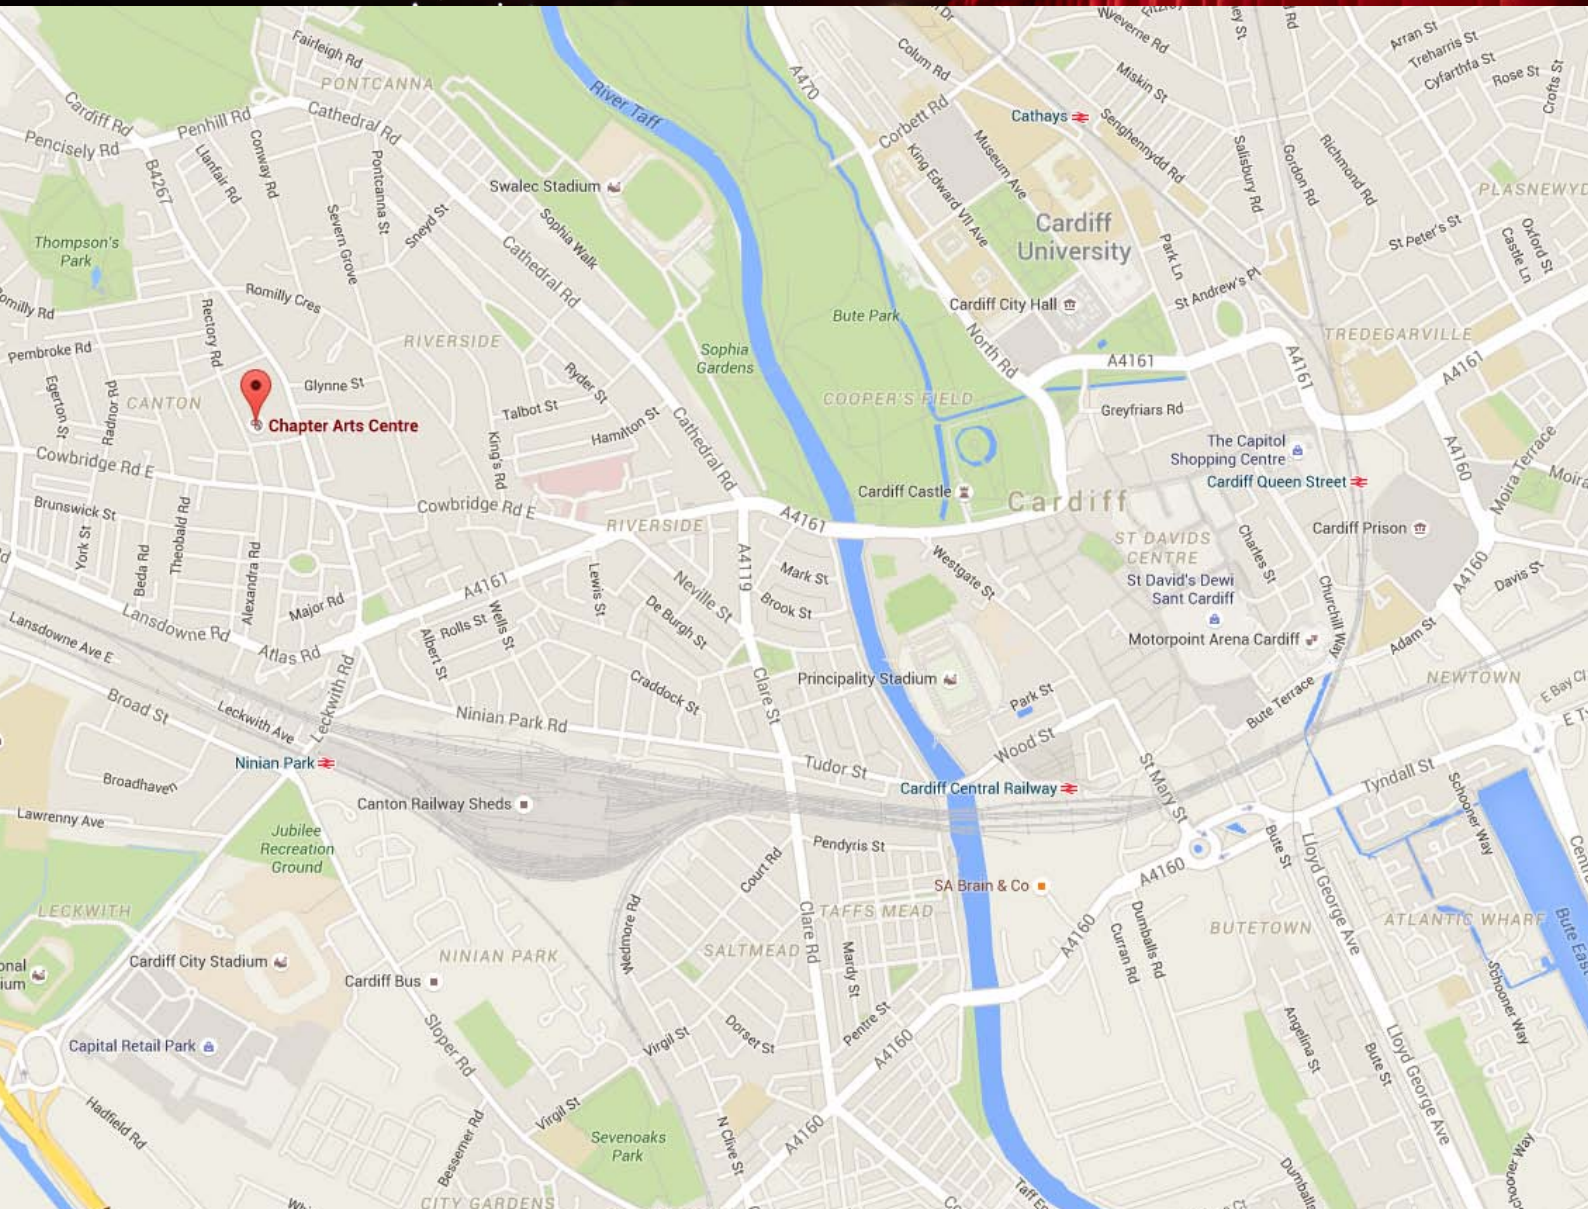 Fairleigh Rd
PONTCANNA
River Taff
A470
Colum Rd
Wyeverne Rd
Miskin St
Arran St
Treharris St
Cyfarthfa St
Rose St
Crofts St
Cardiff Rd
Pencisely Rd
Penhill Rd
Cathedral Rd
Conway Rd
Llanfair Rd
Pontcanna St
B4267
Corbett Rd
Cathays
Senghennydd Rd
Museum Ave
King Edward VII Ave
Salisbury Rd
Gordon Rd
Richmond Rd
PLASNEWYD
Swalec Stadium
Sophia Walk
Severn Grove
Sneyd St
Cathedral Rd
Cardiff
University
Park Ln
St Peter's St
Oxford St
Castle Ln
Thompson's
Park
Romilly Cres
Rectory Rd
St Andrew's Pl
Cardiff City Hall
Bute Park
North Rd
TREDEGARVILLE
omilly Rd
Pembroke Rd
RIVERSIDE
Sophia
Gardens
A4161
A4161
A4161
Egerton St
Radnor Rd
CANTON
Glynne St
Ryder St
Talbot St
Hamilton St
COOPER'S FIELD
Greyfriars Rd
Chapter Arts Centre
King's Rd
Cathedral Rd
The Capitol
Shopping Centre
Cardiff Queen Street
A4160
Moira Terrace
Moira
Cowbridge Rd E
Cowbridge Rd E
Cardiff Castle
Cardiff
Brunswick St
York St
Beda Rd
Theobald Rd
Alexandra Rd
RIVERSIDE
A4161
Cardiff Prison
ST DAVIDS
CENTRE
Charles St
Westgate St
A4119
Mark St
Brook St
Lewis St
Neville St
De Burgh St
St David's Dewi
Sant Cardiff
Churchill Way
A4160
Davis St
A4161
Major Rd
Lansdowne Rd
Lansdowne Ave E
Atlas Rd
Rolls St
Wells St
Albert St
Motorpoint Arena Cardiff
Adam St
Craddock St
Clare St
Principality Stadium
Park St
NEWTOWN
E Bay Cl
Broad St
Leckwith Ave
Leckwith Rd
Ninian Park Rd
Wood St
Bute Terrace
Ninian Park
Tudor St
Cardiff Central Railway
St Mary St
Tyndall St
Broadhaven
Canton Railway Sheds
Schooner Way
Lawrenny Ave
Jubilee
Recreation
Ground
Pendyris St
Court Rd
Bute St
A4160
Lloyd George Ave
SA Brain & Co
LECKWITH
Wedmore Rd
Clare Rd
TAFFS MEAD
A4160
Dumballs Rd
Curran Rd
BUTETOWN
ATLANTIC WHARF
Bute East
NINIAN PARK
SALTMEAD
Mardy St
onal
ium
Cardiff City Stadium
Cardiff Bus
Schooner Way
Sloper Rd
Virgil St
Dorset St
Pentre St
A4160
Angelina St
Bute St
Lloyd George Ave
Capital Retail Park
Hadfield Rd
Virgil St
Bessemer Rd
Sevenoaks
Park
N Clive St
A4160
CITY GARDENS
Schooner Way